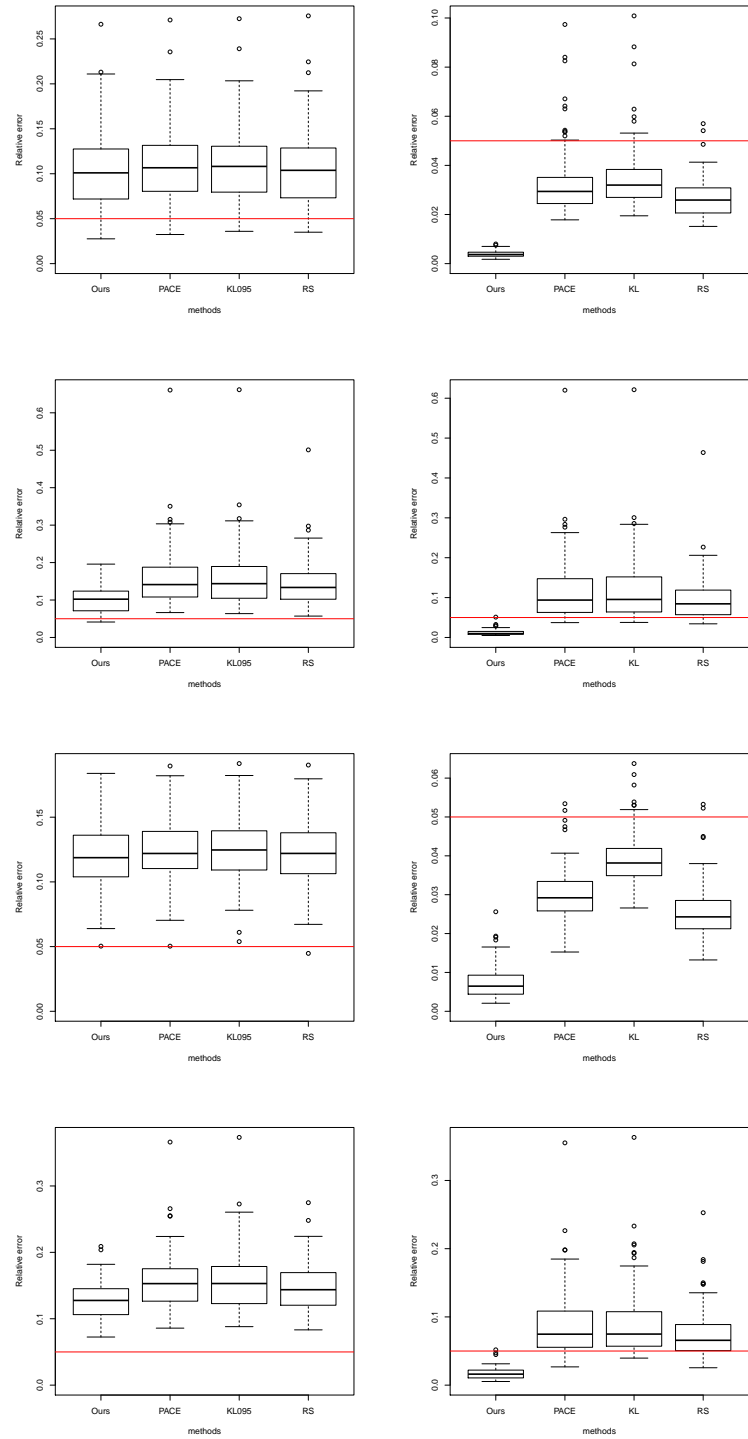 Relative error
0.00 0.05 0.10 0.15 0.20 0.25
Ours PACE KL095 RS
methods
Relative error
0.00 0.02 0.04 0.06 0.08 0.10
Ours PACE KL RS
methods
Relative error
0.0 0.1 0.2 0.3 0.4 0.5 0.6
Ours PACE KL095 RS
methods
Relative error
0.0 0.1 0.2 0.3 0.4 0.5 0.6
Ours PACE KL RS
methods
Relative error
0.00 0.05 0.10 0.15
Ours PACE KL095 RS
methods
Relative error
0.00 0.01 0.02 0.03 0.04 0.05 0.06
Ours PACE KL RS
methods
Relative error
0.0 0.1 0.2 0.3
Ours PACE KL095 RS
methods
Relative error
0.0 0.1 0.2 0.3
Ours PACE KL RS
methods